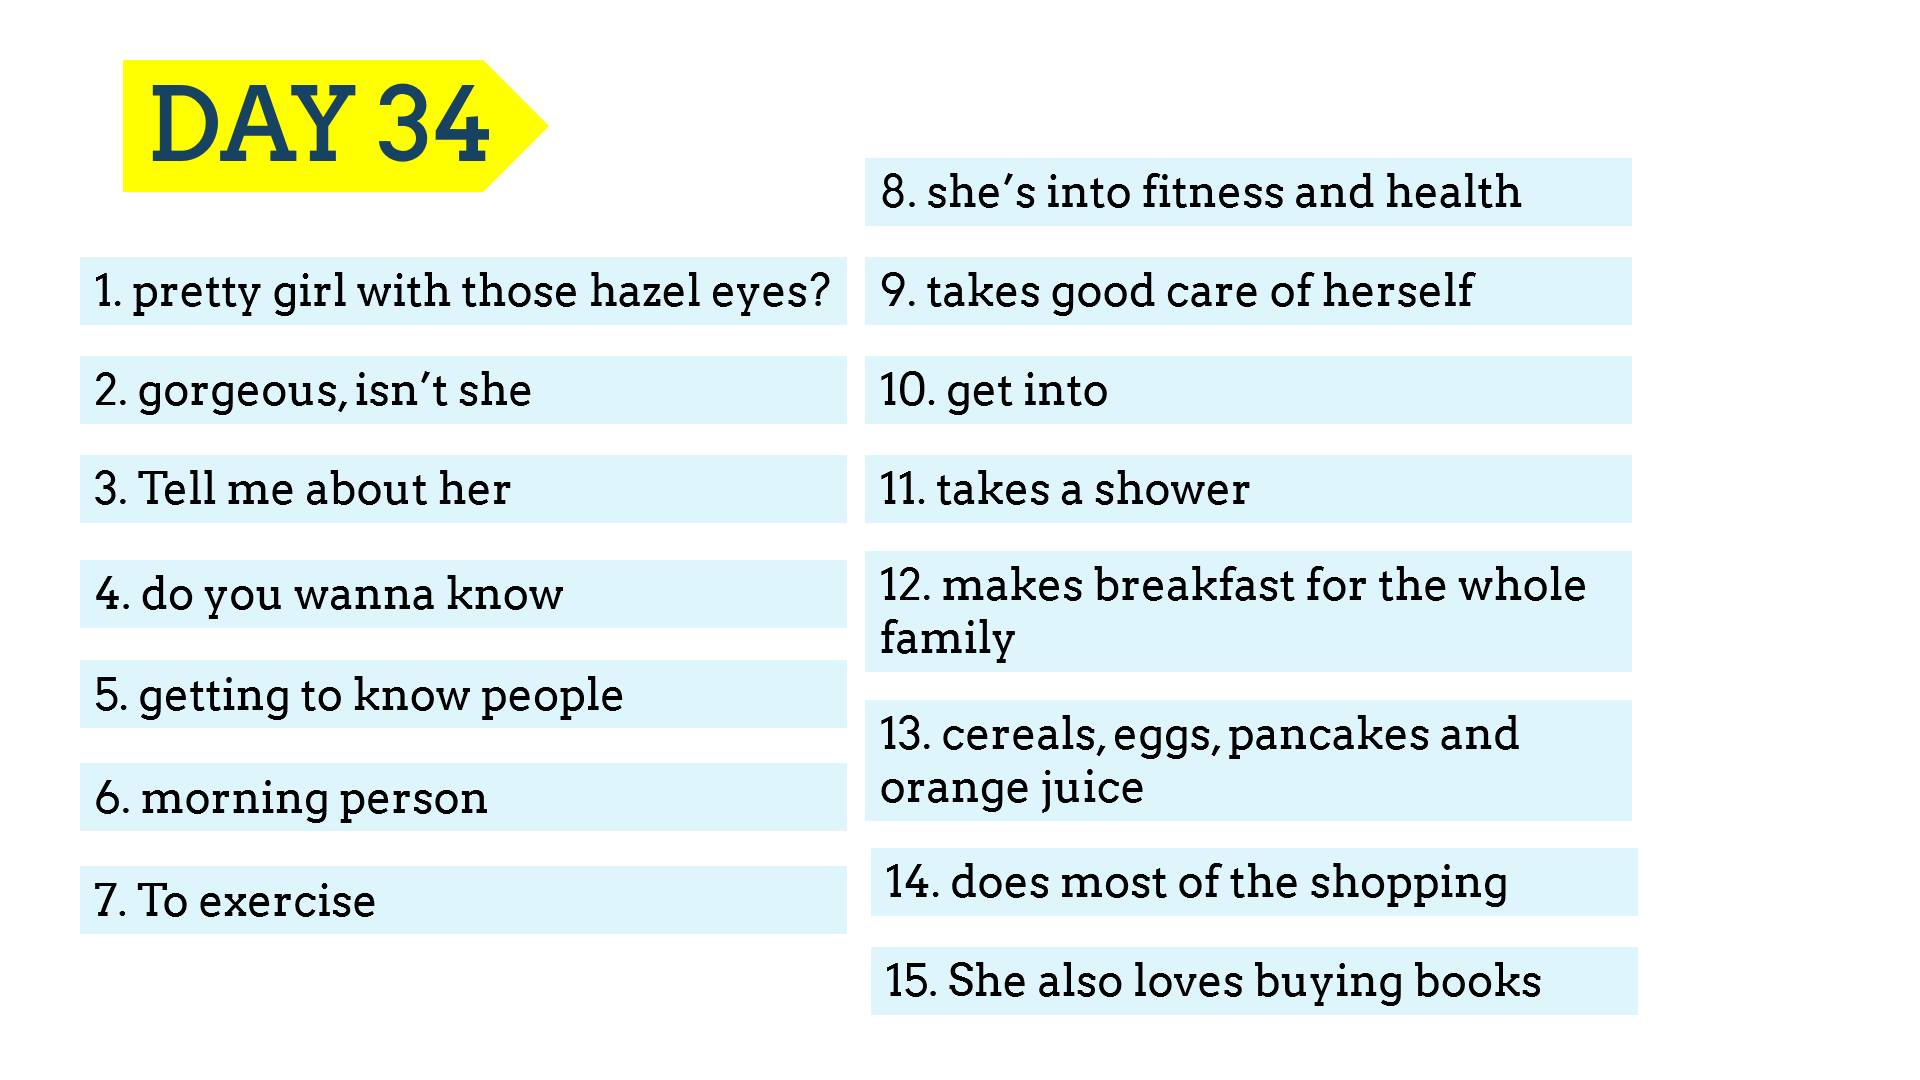 DAY 34
1. pretty girl with those hazel eyes?
2. gorgeous, isn’t she
3. Tell me about her
4. do you wanna know
5. getting to know people
6. morning person
7. To exercise
8. she’s into fitness and health
9. takes good care of herself
10. get into
11. takes a shower
12. makes breakfast for the whole
family
13. cereals, eggs, pancakes and
orange juice
14. does most of the shopping
15. She also loves buying books